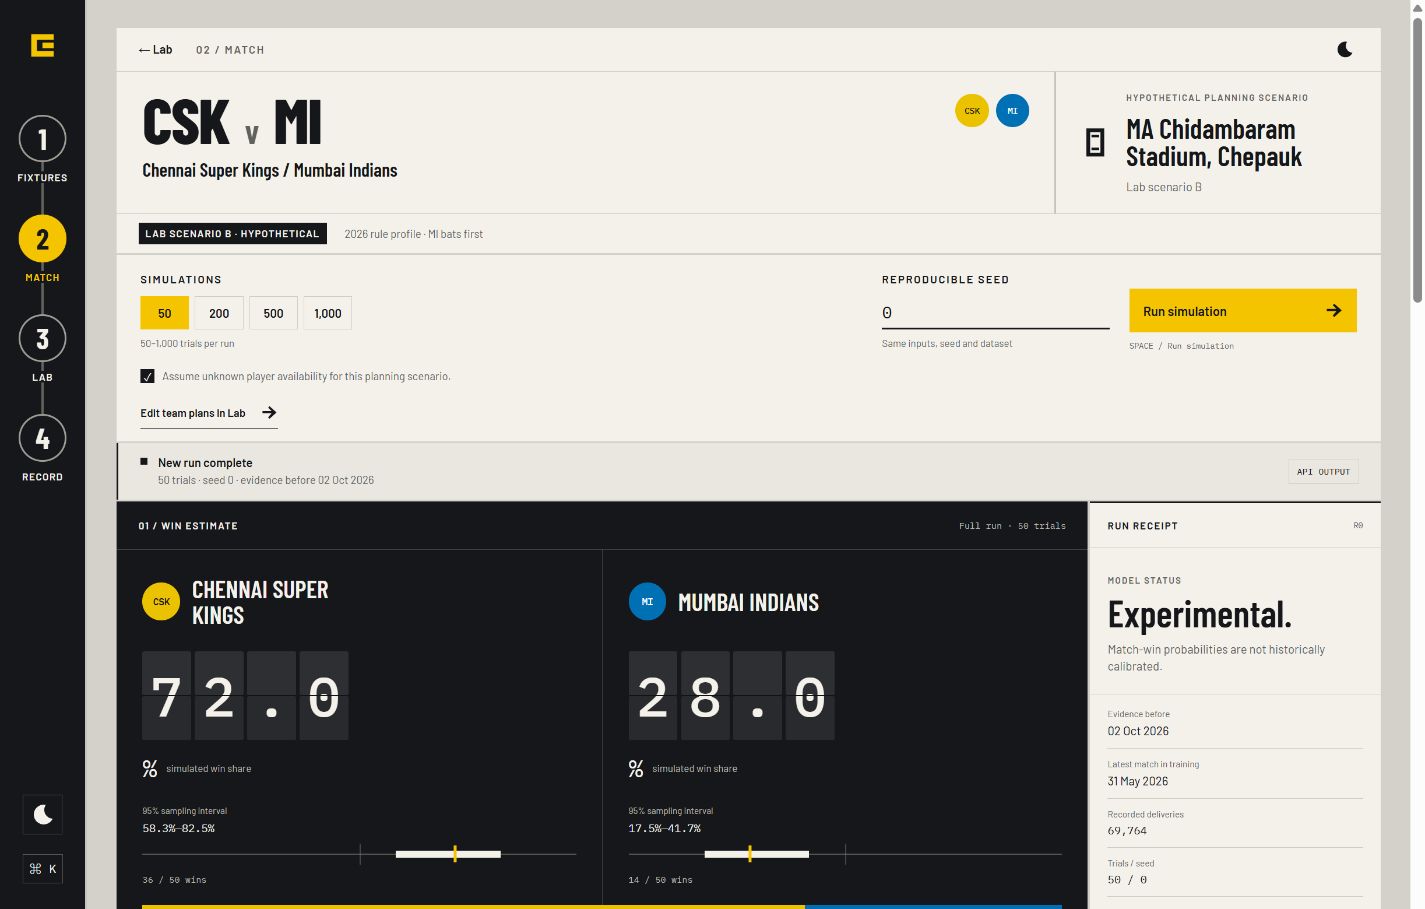 1
FIXTURES
2
MATCH
3
LAB
4
RECORD
⌘ K
← Lab
02 / MATCH
CSK v MI
Chennai Super Kings / Mumbai Indians
CSK
MI
HYPOTHETICAL PLANNING SCENARIO
MA Chidambaram
Stadium, Chepauk
Lab scenario B
LAB SCENARIO B · HYPOTHETICAL
2026 rule profile · MI bats first
SIMULATIONS
50
200
500
1,000
50–1,000 trials per run
REPRODUCIBLE SEED
0
Same inputs, seed and dataset
Run simulation →
SPACE / Run simulation
Assume unknown player availability for this planning scenario.
Edit team plans in Lab →
New run complete
50 trials · seed 0 · evidence before 02 Oct 2026
API OUTPUT
01 / WIN ESTIMATE
Full run · 50 trials
CSK
CHENNAI SUPER
KINGS
72.0
% simulated win share
95% sampling interval
58.3%–82.5%
36 / 50 wins
MI
MUMBAI INDIANS
28.0
% simulated win share
95% sampling interval
17.5%–41.7%
14 / 50 wins
RUN RECEIPT
R0
MODEL STATUS
Experimental.
Match-win probabilities are not historically
calibrated.
Evidence before
02 Oct 2026
Latest match in training
31 May 2026
Recorded deliveries
69,764
Trials / seed
50 / 0